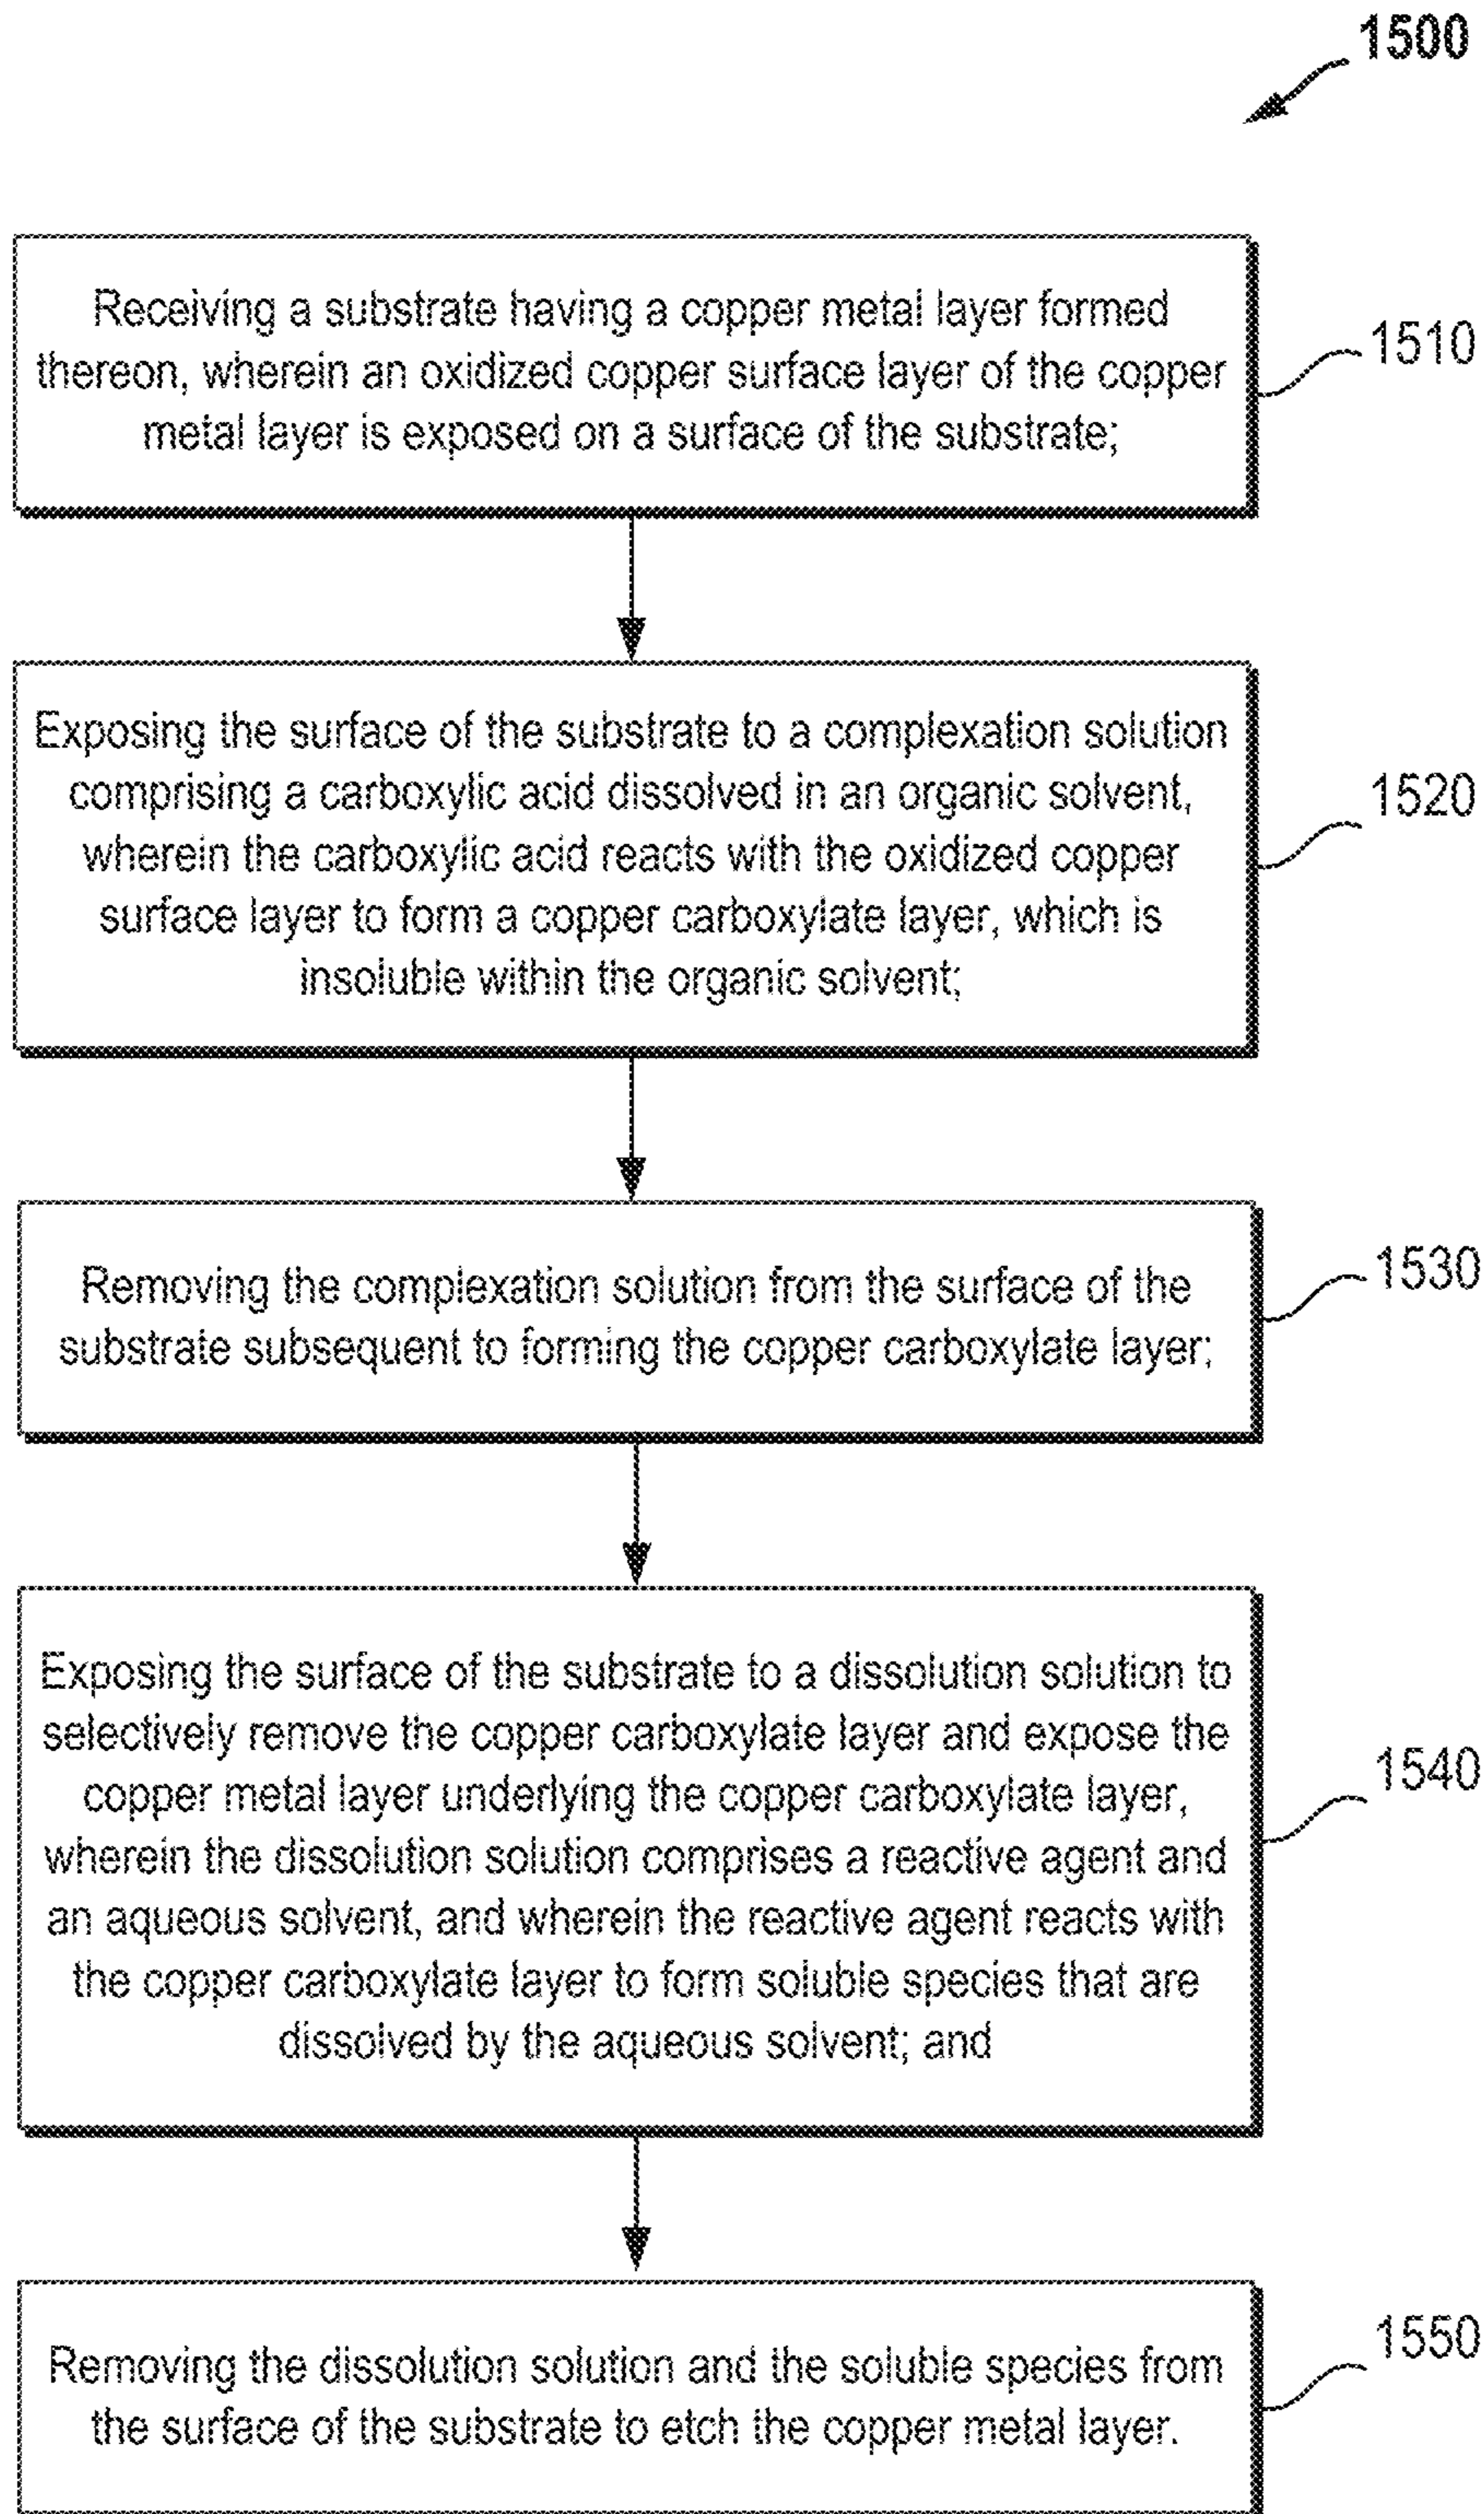 1500
Receiving a substrate having a copper metal layer formed
thereon, wherein an oxidized copper surface layer of the copper
metal layer is exposed on a surface of the substrate;
1510
Exposing the surface of the substrate to a complexation solution
comprising a carboxylic acid dissolved in an organic solvent,
wherein the carboxylic acid reacts with the oxidized copper
surface layer to form a copper carboxylate layer, which is
insoluble within the organic solvent;
1520
Removing the complexation solution from the surface of the
substrate subsequent to forming the copper carboxylate layer;
1530
Exposing the surface of the substrate to a dissolution solution to
selectively remove the copper carboxylate layer and expose the
copper metal layer underlying the copper carboxylate layer,
wherein the dissolution solution comprises a reactive agent and
an aqueous solvent, and wherein the reactive agent reacts with
the copper carboxylate layer to form soluble species that are
dissolved by the aqueous solvent; and
1540
Removing the dissolution solution and the soluble species from
the surface of the substrate to etch the copper metal layer.
1550